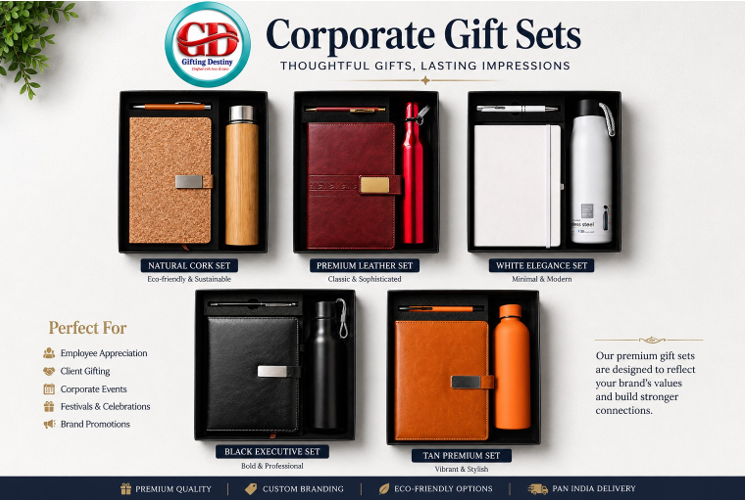 GD
Gifting Destiny
Corporate Gift Sets
THOUGHTFUL GIFTS, LASTING IMPRESSIONS
NATURAL CORK SET
Eco-friendly & Sustainable
PREMIUM LEATHER SET
Classic & Sophisticated
WHITE ELEGANCE SET
Minimal & Modern
Perfect For
Employee Appreciation
Client Gifting
Corporate Events
Festivals & Celebrations
Brand Promotions
BLACK EXECUTIVE SET
Bold & Professional
TAN PREMIUM SET
Vibrant & Stylish
Our premium gift sets
are designed to reflect
your brand's values
and build stronger
connections.
PREMIUM QUALITY
CUSTOM BRANDING
ECO-FRIENDLY OPTIONS
PAN INDIA DELIVERY